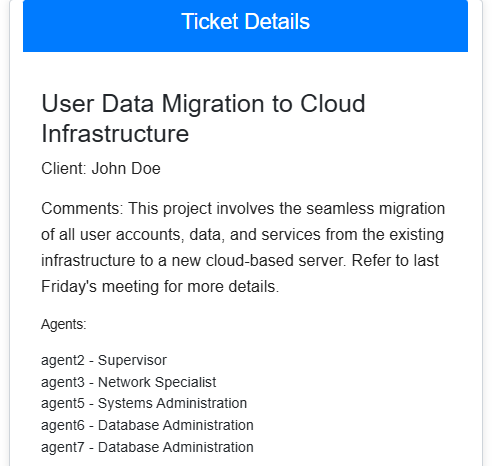 Ticket Details
User Data Migration to Cloud
Infrastructure
Client: John Doe
Comments: This project involves the seamless migration
of all user accounts, data, and services from the existing
infrastructure to a new cloud-based server. Refer to last
Friday's meeting for more details.
Agents:
agent2 - Supervisor
agent3 - Network Specialist
agent5 - Systems Administration
agent6 - Database Administration
agent7 - Database Administration